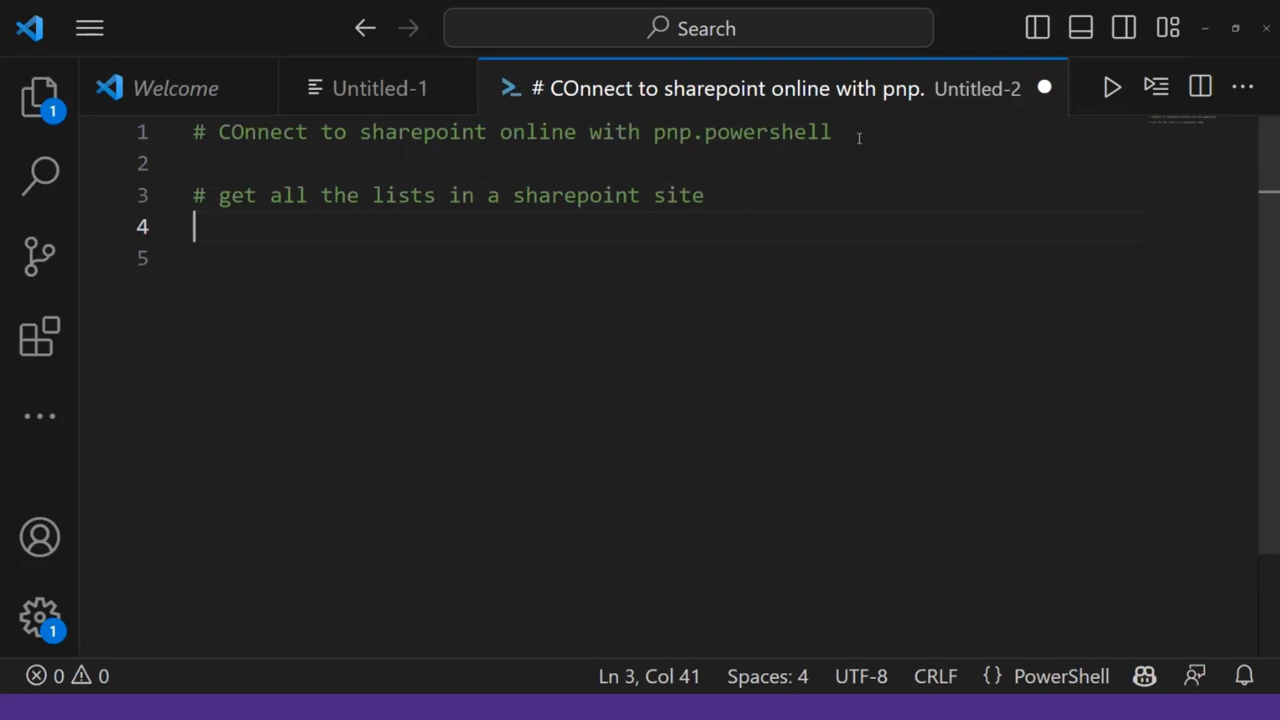 Search
Welcome
Untitled-1
# COnnect to sharepoint online with pnp. Untitled-2
1 # COnnect to sharepoint online with pnp.powershell
2
3 # get all the lists in a sharepoint site
4
5
1
1
0 0
Ln 3, Col 41 Spaces: 4 UTF-8 CRLF {} PowerShell